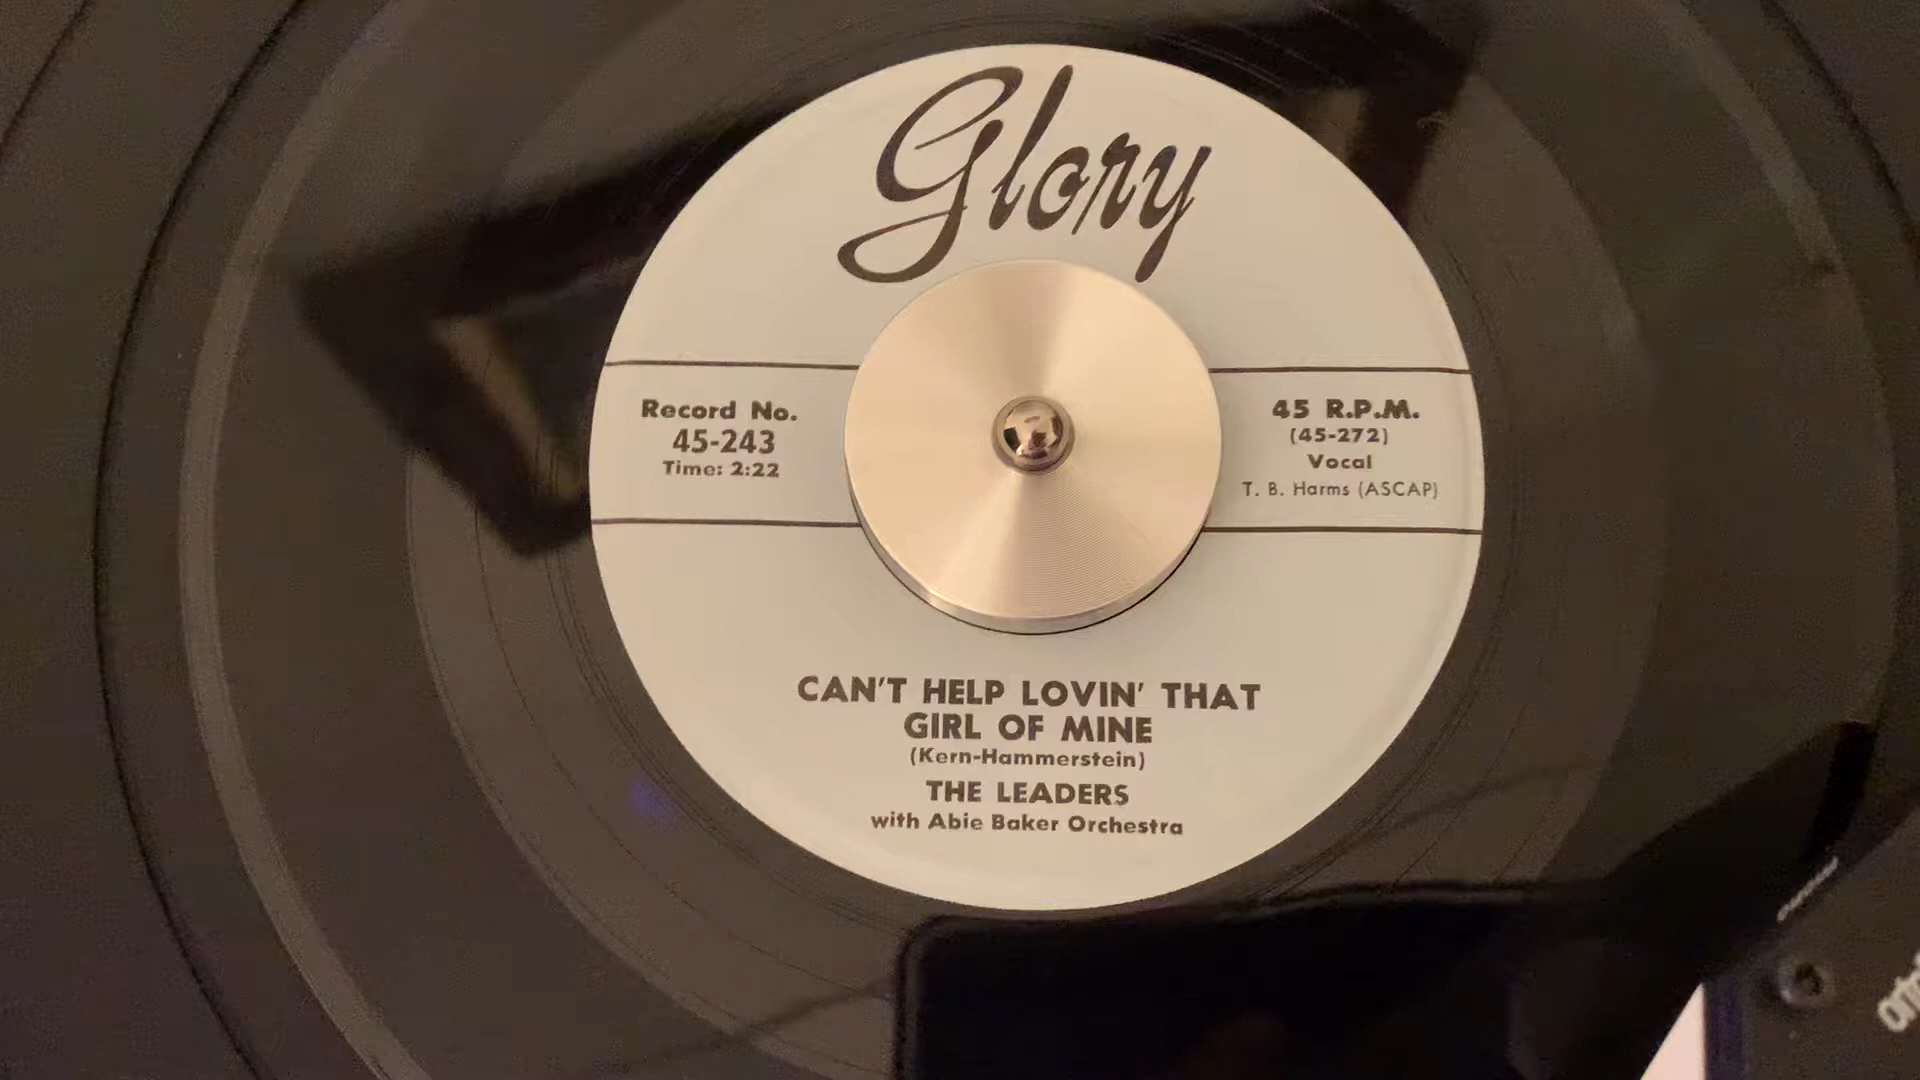 Glory
Record No.
45-243
Time: 2:22
45 R.P.M.
(45-272)
Vocal
T. B. Harms (ASCAP)
CAN'T HELP LOVIN' THAT
GIRL OF MINE
(Kern-Hammerstein)
THE LEADERS
with Abie Baker Orchestra